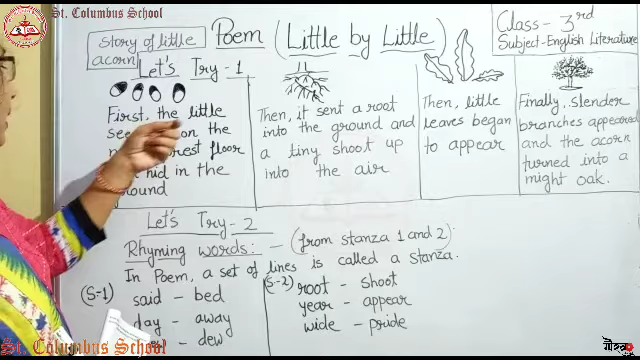 St. Columbus School
story of little
acorn
Poem (Little by Little)
Class - 3rd
Subject-English Literature
Let's Try - 1
First, the little
on the
floor
hid in the
Then, it sent a root
into the ground and
a tiny shoot up
into the air
Then, little
leaves began
to appear
Finally, slender
branches appeared
and the acorn
turned into a
might oak.
Let's Try - 2
Rhyming words: - (from stanza 1 and 2)
In Poem, a set of lines is called a stanza.
(S-1) said - bed
day - away
- dew
(S-2) root - shoot
year - appear
wide - pride
St. Columbus School